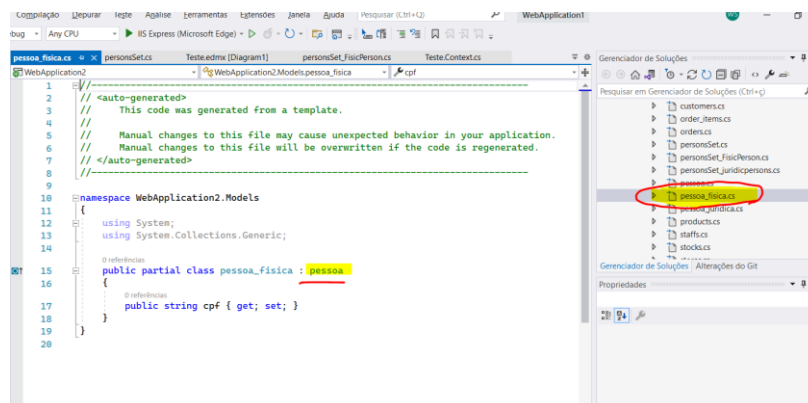 Compilação Depurar Teste Análise Ferramentas Extensões Janela Ajuda Pesquisar (Ctrl+Q) WebApplication1
Any CPU IIS Express (Microsoft Edge)
pessoa_fisica.cs personsSet.cs Teste.edmx [Diagram1] personsSet_FisicPerson.cs Teste.Context.cs
WebApplication2 WebApplication2.Models.pessoa_fisica cpf
1 //------------------------------------------------------------------------------
2 // <auto-generated>
3 // This code was generated from a template.
4 //
5 // Manual changes to this file may cause unexpected behavior in your application.
6 // Manual changes to this file will be overwritten if the code is regenerated.
7 // </auto-generated>
8 //------------------------------------------------------------------------------
9
10 namespace WebApplication2.Models
11 {
12 using System;
13 using System.Collections.Generic;
14
0 referências
15 public partial class pessoa_fisica : pessoa
16 {
0 referências
17 public string cpf { get; set; }
18 }
19 }
20
Gerenciador de Soluções
Pesquisar em Gerenciador de Soluções (Ctrl+ç)
customers.cs
order_items.cs
orders.cs
personsSet.cs
personsSet_FisicPerson.cs
personsSet_juridicpersons.cs
pessoa.cs
pessoa_fisica.cs
pessoa_juridica.cs
products.cs
staffs.cs
stocks.cs
Gerenciador de Soluções Alterações do Git
Propriedades